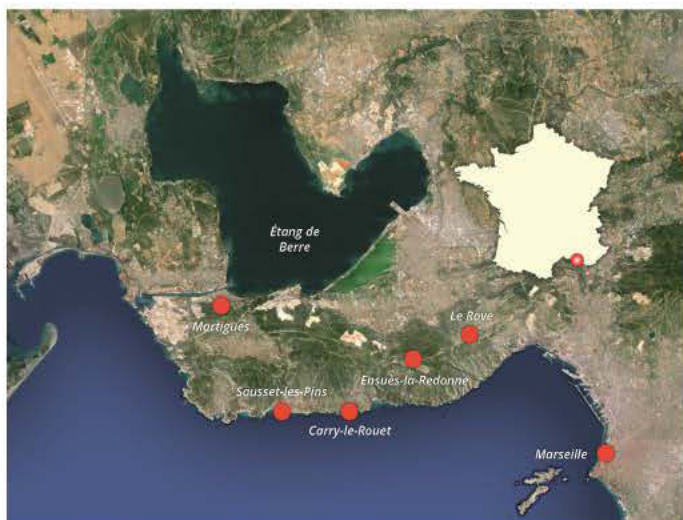 Étang de
Berre
Martigues
Le Rove
Ensuès-la-Redonne
Sausset-les-Pins
Carry-le-Rouet
Marseille